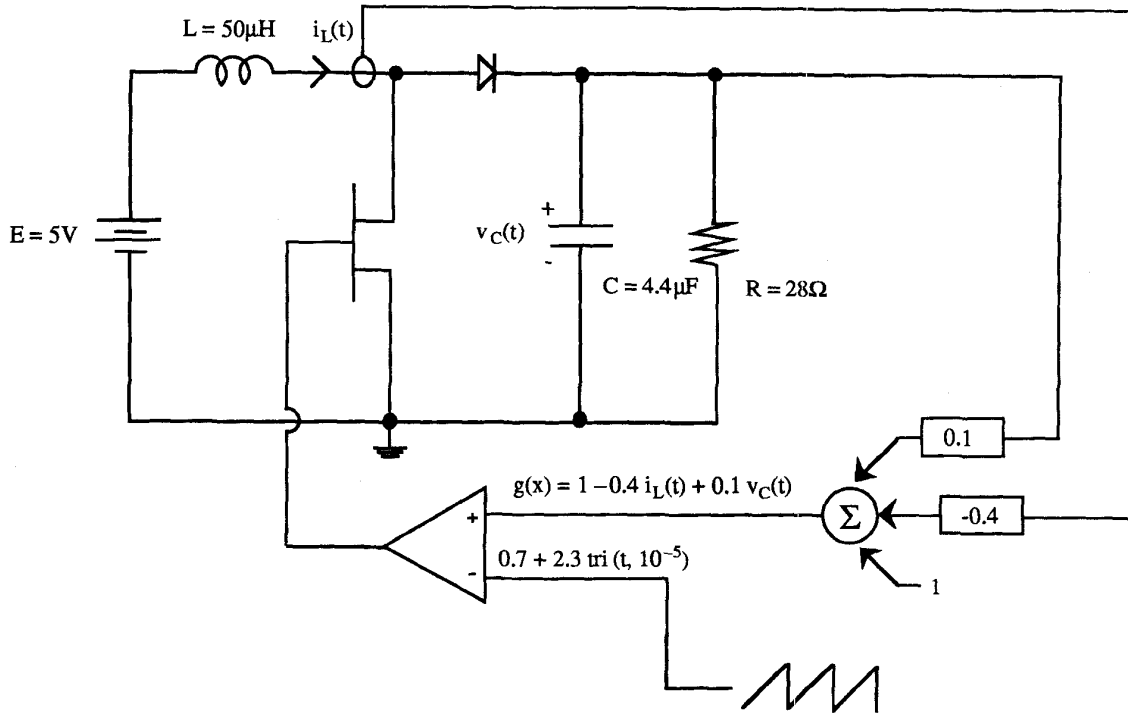 L = 50μH
i_L(t)
E = 5V
+
v_C(t)
-
C = 4.4μF
R = 28Ω
0.1
g(x) = 1 – 0.4 i_L(t) + 0.1 v_C(t)
+
Σ
-0.4
0.7 + 2.3 tri (t, 10⁻⁵)
-
1